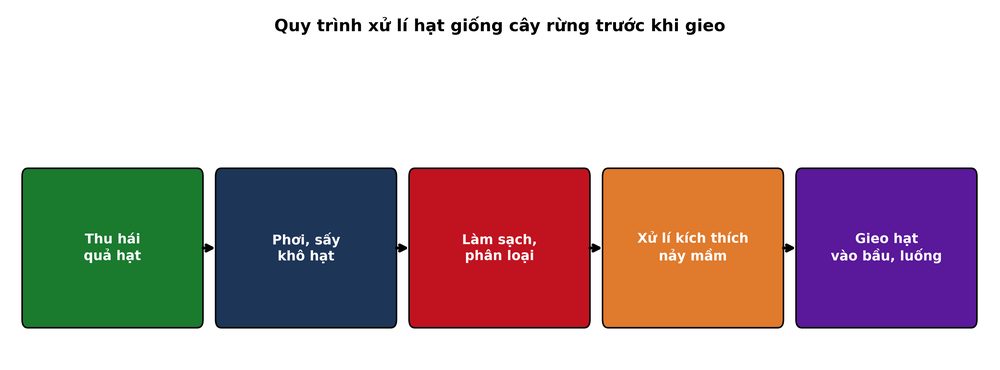 Quy trình xử lí hạt giống cây rừng trước khi gieo
Thu hái
quả hạt
Phơi, sấy
khô hạt
Làm sạch,
phân loại
Xử lí kích thích
nảy mầm
Gieo hạt
vào bầu, luống